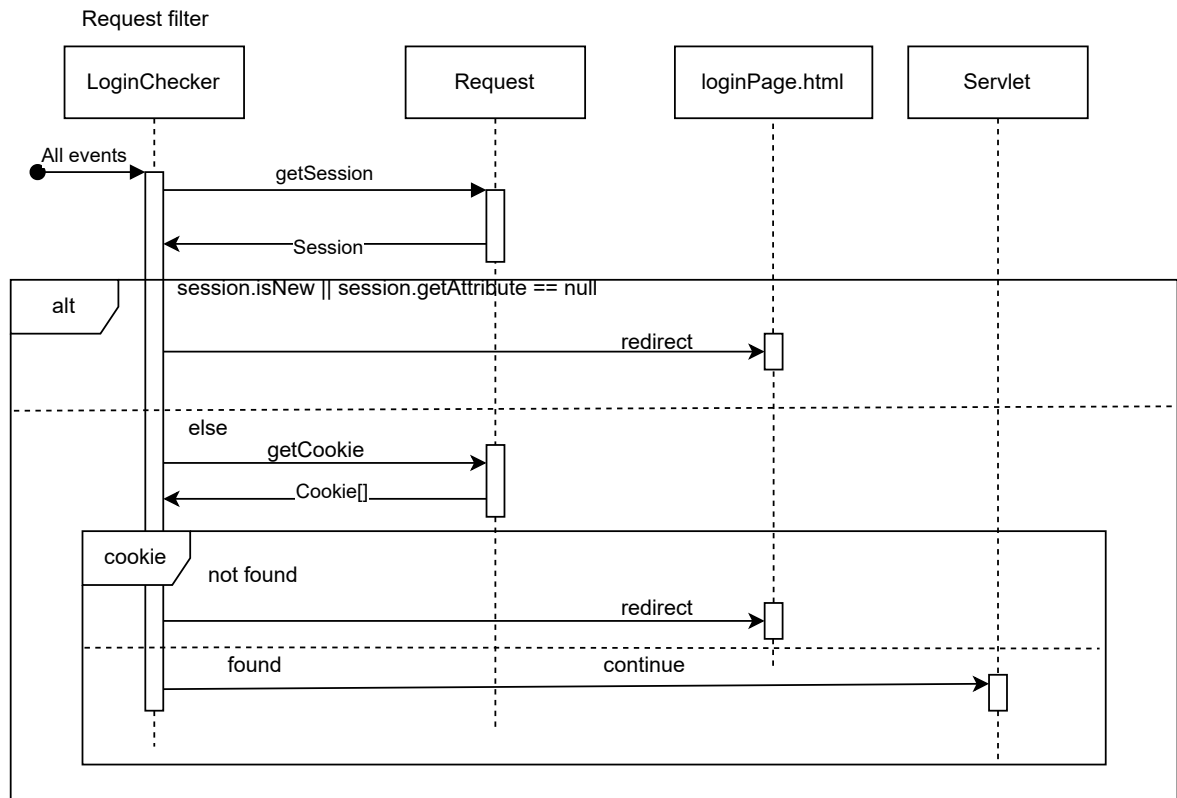 Request filter
LoginChecker
Request
loginPage.html
Servlet
All events
getSession
Session
alt
session.isNew || session.getAttribute == null
redirect
else
getCookie
Cookie[]
cookie
not found
redirect
found
continue